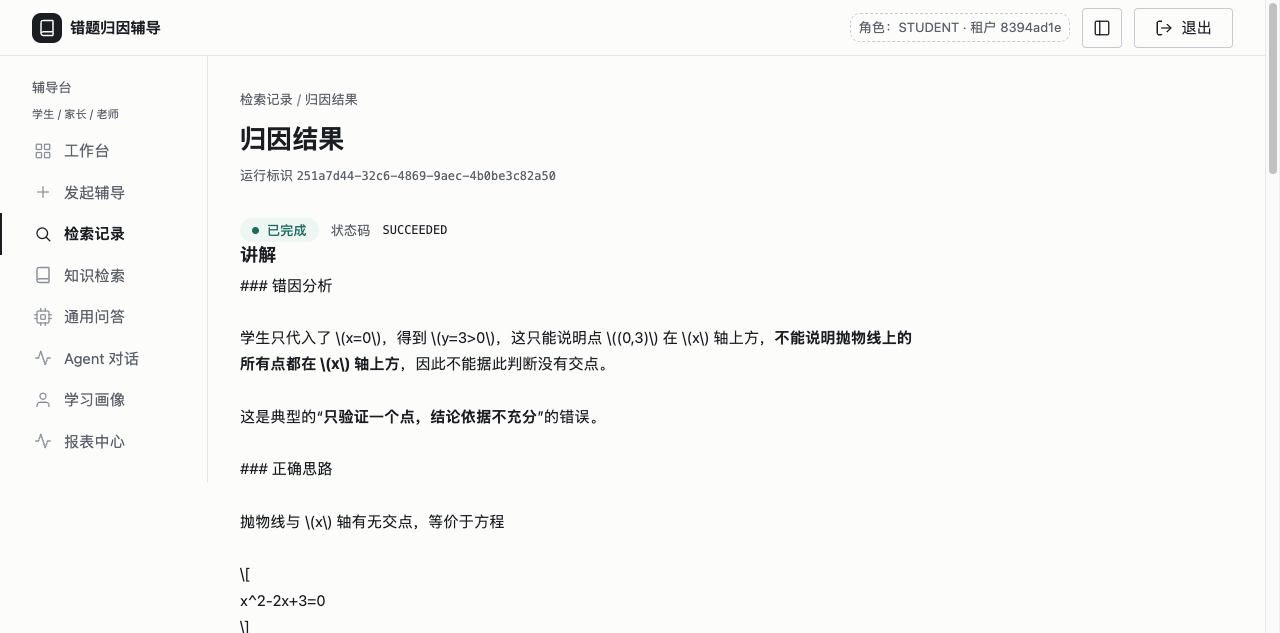 错题归因辅导
角色：STUDENT · 租户 8394ad1e
退出
辅导台
学生 / 家长 / 老师
工作台
发起辅导
检索记录
知识检索
通用问答
Agent 对话
学习画像
报表中心
检索记录 / 归因结果
归因结果
运行标识 251a7d44-32c6-4869-9aec-4b0be3c82a50
已完成 状态码 SUCCEEDED
讲解
### 错因分析
学生只代入了 \(x=0\)，得到 \(y=3>0\)，这只能说明点 \((0,3)\) 在 \(x\) 轴上方，不能说明抛物线上的
所有点都在 \(x\) 轴上方，因此不能据此判断没有交点。
这是典型的“只验证一个点，结论依据不充分”的错误。
### 正确思路
抛物线与 \(x\) 轴有无交点，等价于方程
\[
x^2-2x+3=0
\]